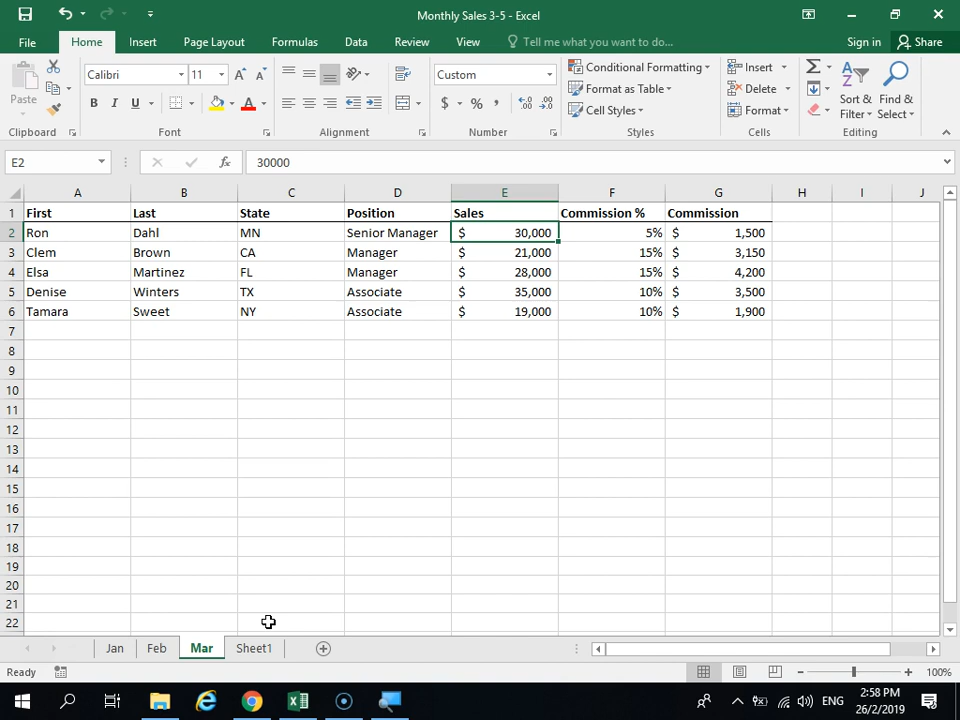 Monthly Sales 3-5 - Excel
File Home Insert Page Layout Formulas Data Review View Tell me what you want to do... Sign in Share
Paste
Clipboard
Calibri 11
B I U
Font
Alignment
Custom
$ % ,
Number
Conditional Formatting
Format as Table
Cell Styles
Styles
Insert
Delete
Format
Cells
Sort & Filter
Find & Select
Editing
E2 fx 30000
A B C D E F G H I J
1 First Last State Position Sales Commission % Commission
2 Ron Dahl MN Senior Manager $ 30,000 5% $ 1,500
3 Clem Brown CA Manager $ 21,000 15% $ 3,150
4 Elsa Martinez FL Manager $ 28,000 15% $ 4,200
5 Denise Winters TX Associate $ 35,000 10% $ 3,500
6 Tamara Sweet NY Associate $ 19,000 10% $ 1,900
7
8
9
10
11
12
13
14
15
16
17
18
19
20
21
22
Jan Feb Mar Sheet1
Ready 100%
ENG 2:58 PM
26/2/2019